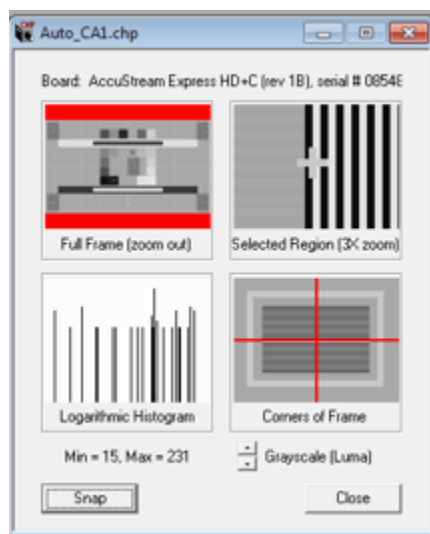 Auto_CA1.chp
Board: AccuStream Express HD+C (rev 1B), serial # 0854E
Full Frame (zoom out)
Selected Region (3X zoom)
Logarithmic Histogram
Corners of Frame
Min = 15, Max = 231
Grayscale (Luma)
Snap
Close